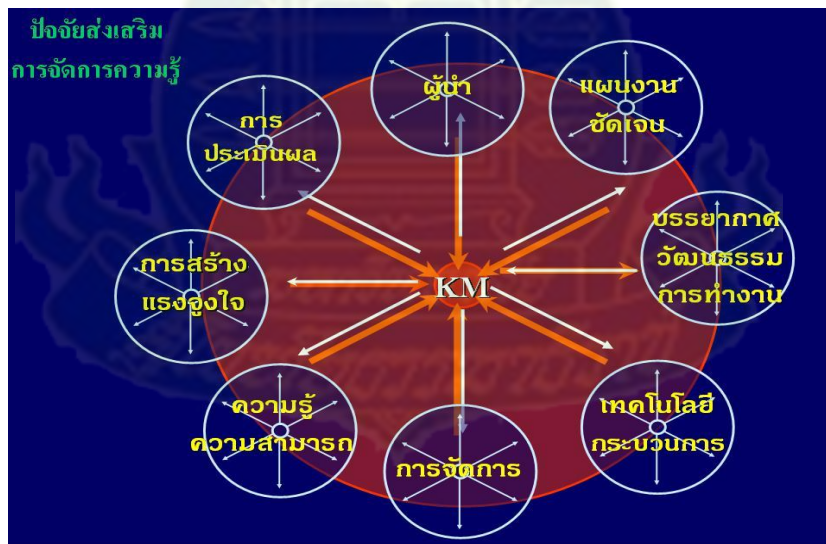 ปัจจัยส่งเสริม
การจัดการความรู้
ผู้นำ
แผนงาน
ชัดเจน
บรรยากาศ
วัฒนธรรม
การทำงาน
เทคโนโลยี
กระบวนการ
การจัดการ
ความรู้
ความสามารถ
การสร้าง
แรงจูงใจ
การ
ประเมินผล
KM